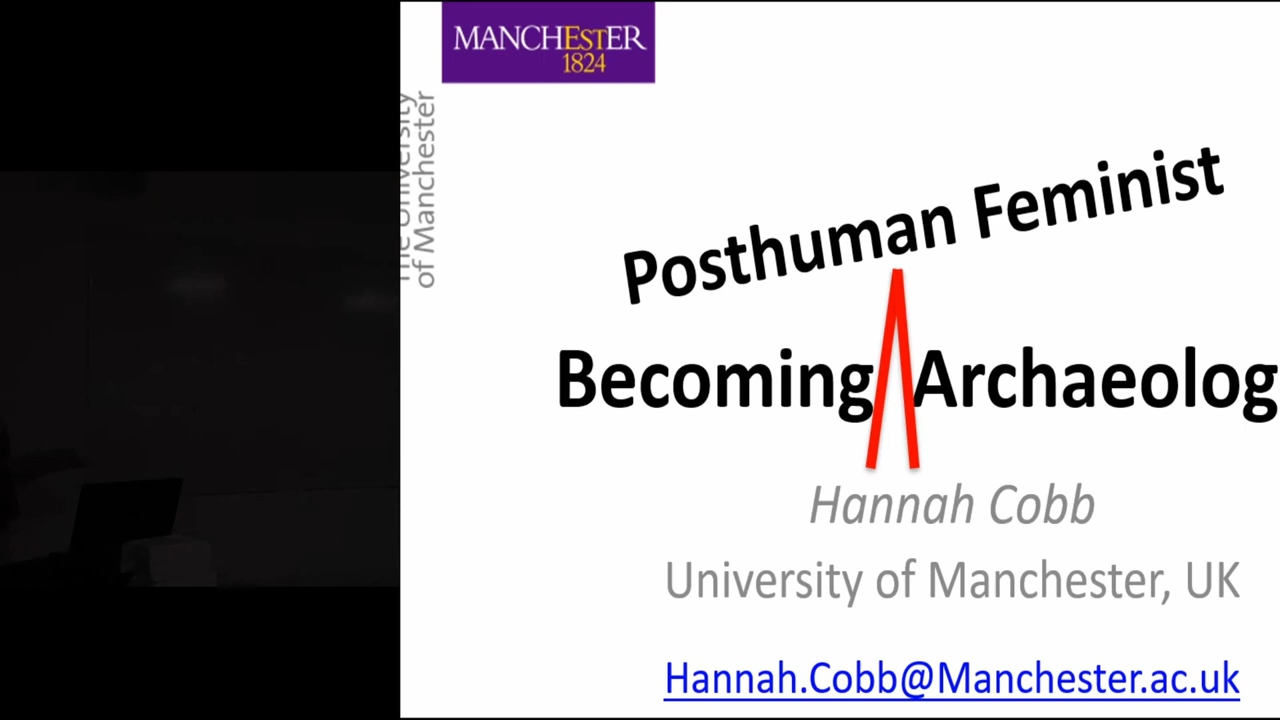 MANCHESTER
1824
The University
of Manchester
Posthuman Feminist
Becoming Archaeolog
Hannah Cobb
University of Manchester, UK
Hannah.Cobb@Manchester.ac.uk